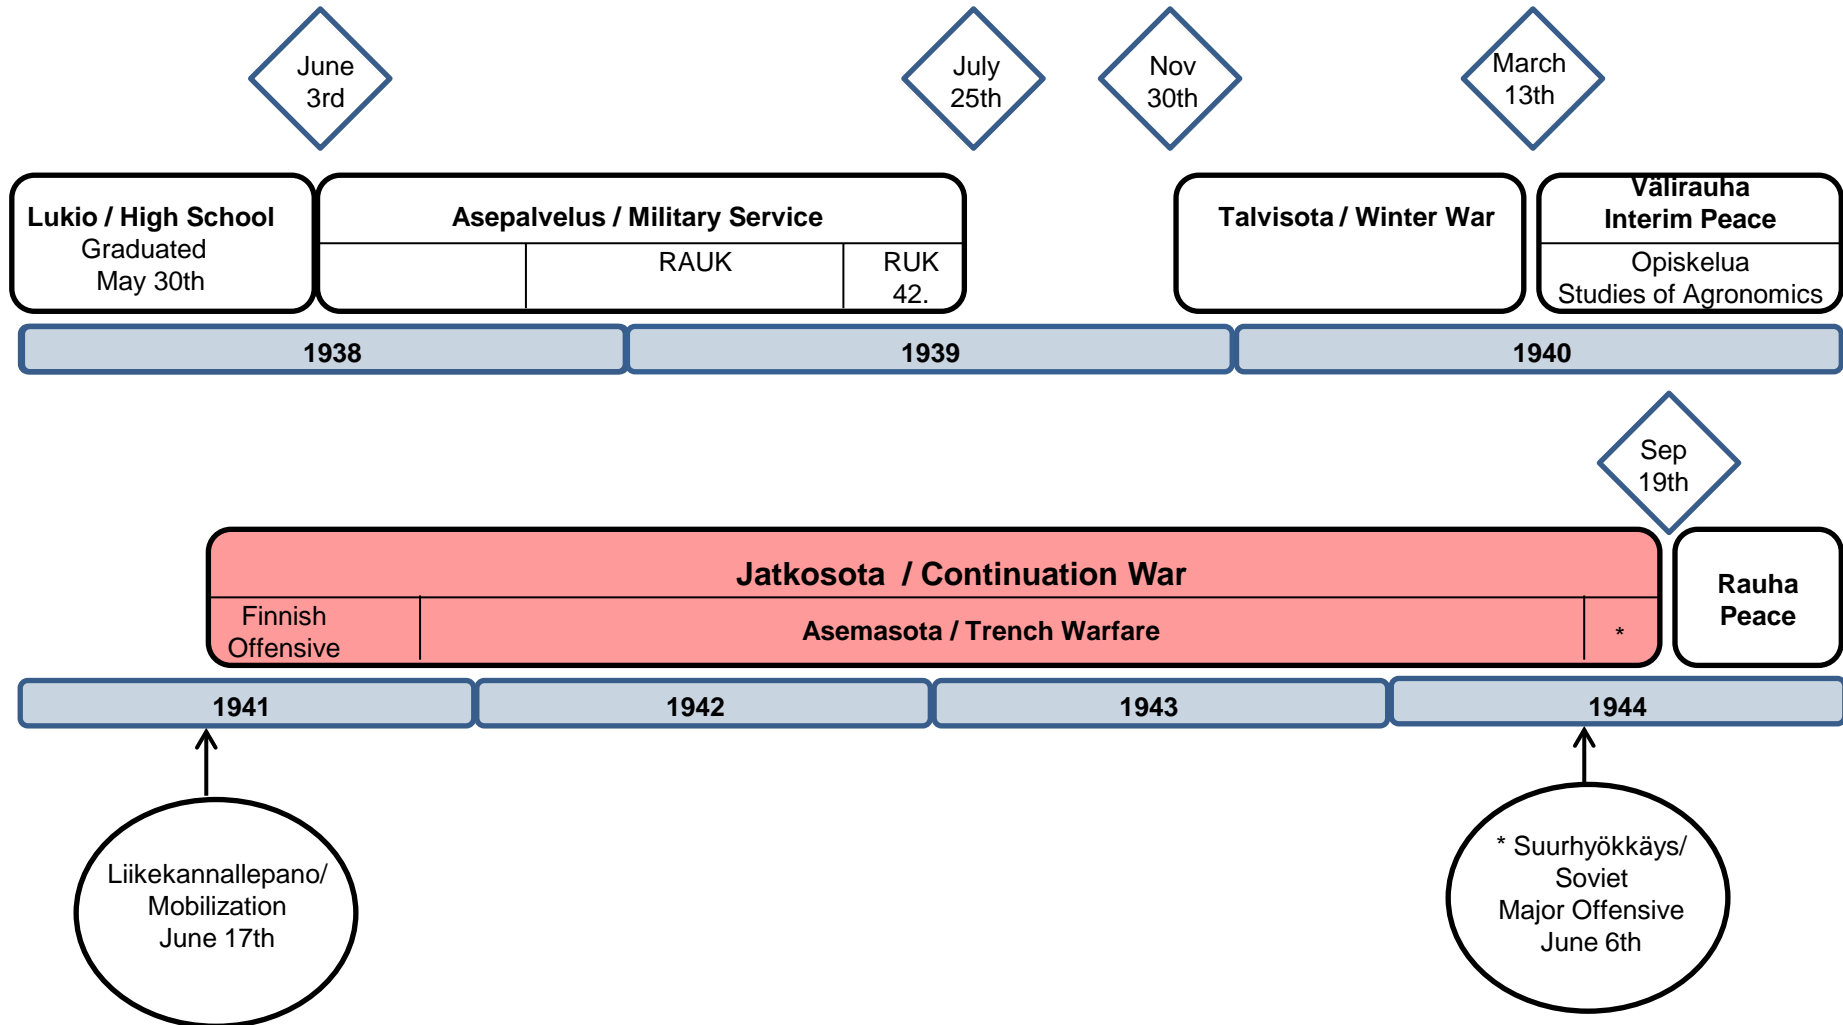 June
3rd
July
25th
Nov
30th
March
13th
Lukio / High School
Graduated
May 30th
Asepalvelus / Military Service
RAUK
RUK
42.
Talvisota / Winter War
Välirauha
Interim Peace
Opiskelua
Studies of Agronomics
1938
1939
1940
Sep
19th
Jatkosota / Continuation War
Finnish
Offensive
Asemasota / Trench Warfare
*
Rauha
Peace
1941
1942
1943
1944
Liikekannallepano/
Mobilization
June 17th
* Suurhyökkäys/
Soviet
Major Offensive
June 6th